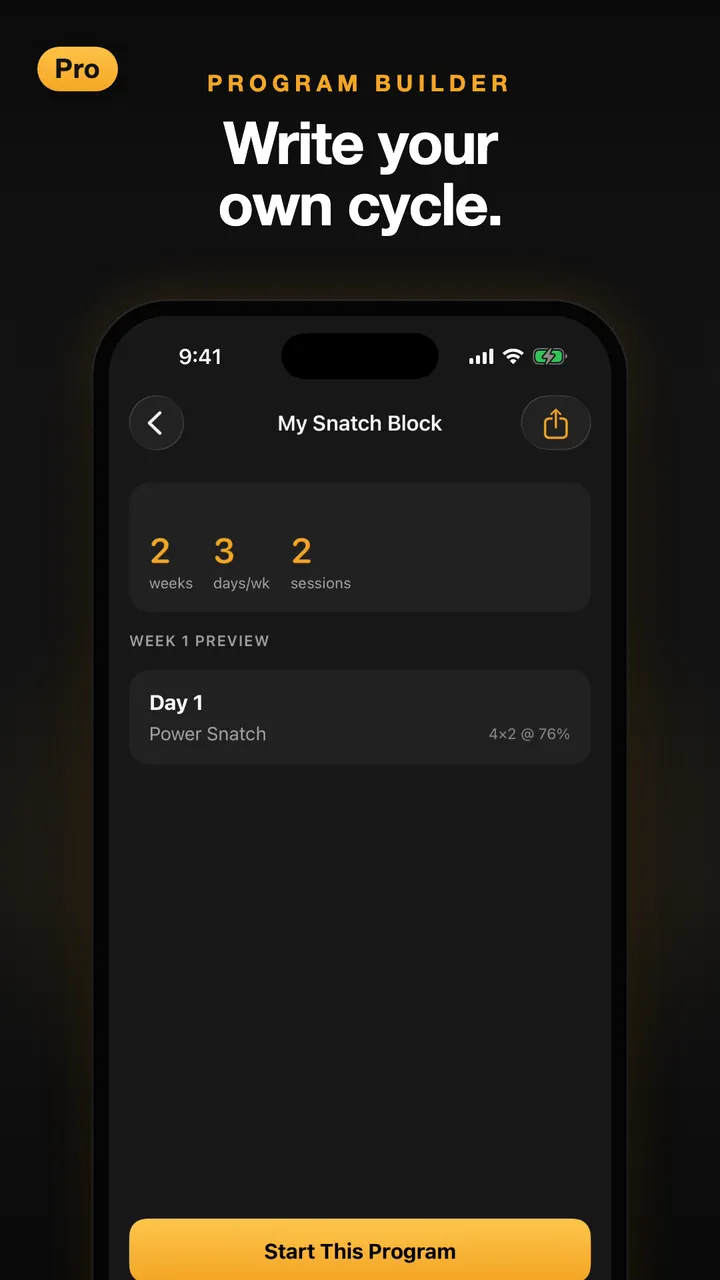 Pro
PROGRAM BUILDER
Write your
own cycle.
9:41
My Snatch Block
2 3 2
weeks days/wk sessions
WEEK 1 PREVIEW
Day 1
Power Snatch 4×2 @ 76%
Start This Program